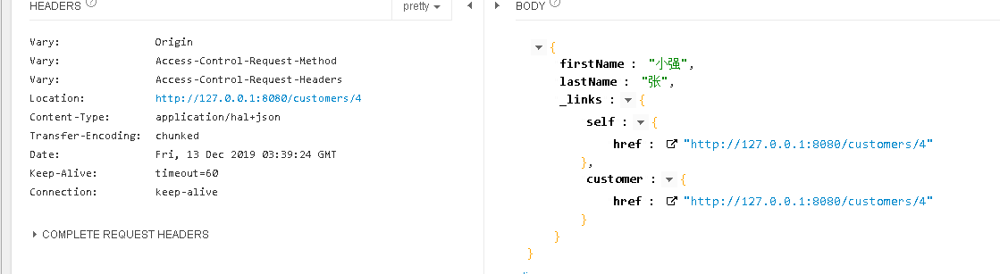 HEADERS ? pretty
Vary: Origin
Vary: Access-Control-Request-Method
Vary: Access-Control-Request-Headers
Location: http://127.0.0.1:8080/customers/4
Content-Type: application/hal+json
Transfer-Encoding: chunked
Date: Fri, 13 Dec 2019 03:39:24 GMT
Keep-Alive: timeout=60
Connection: keep-alive
COMPLETE REQUEST HEADERS
BODY ?
{
firstName : "小强",
lastName : "张",
_links : {
self : {
href : "http://127.0.0.1:8080/customers/4"
},
customer : {
href : "http://127.0.0.1:8080/customers/4"
}
}
}